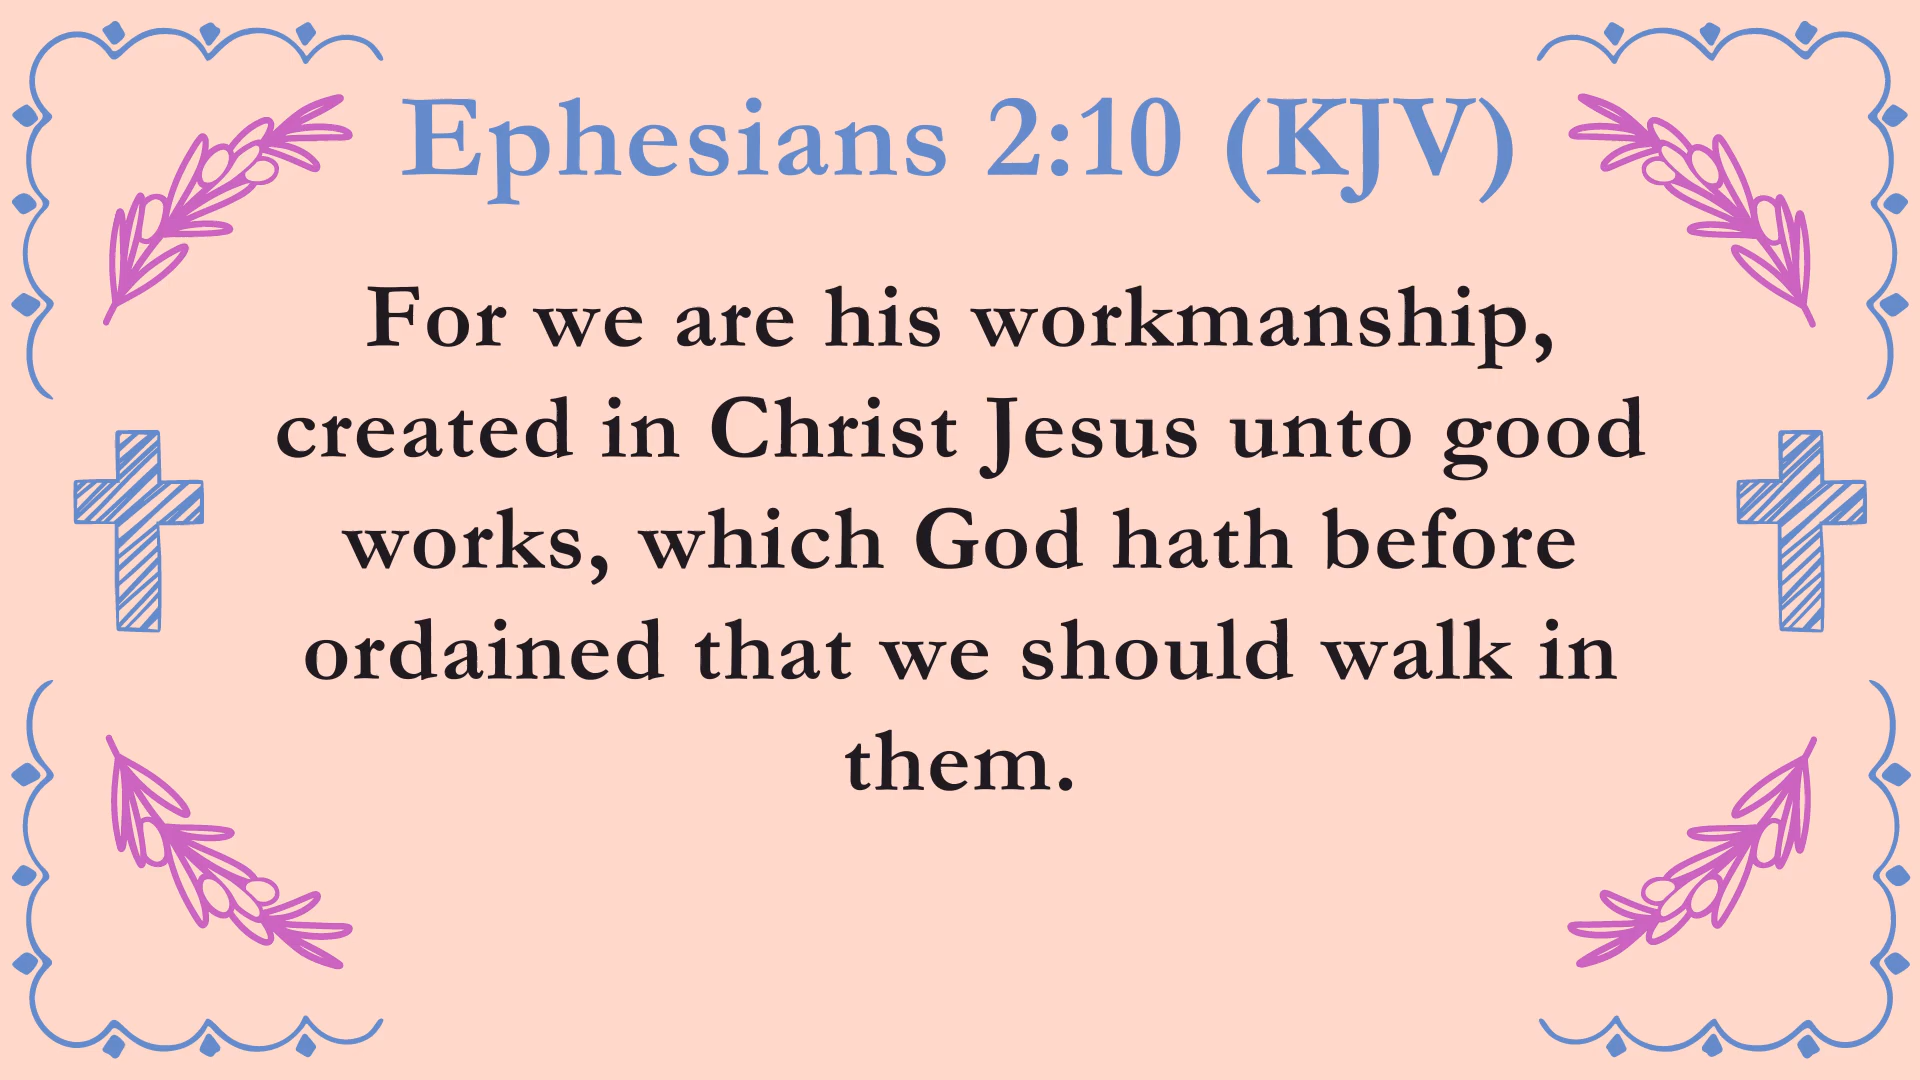 Ephesians 2:10 (KJV)
For we are his workmanship,
created in Christ Jesus unto good
works, which God hath before
ordained that we should walk in
them.